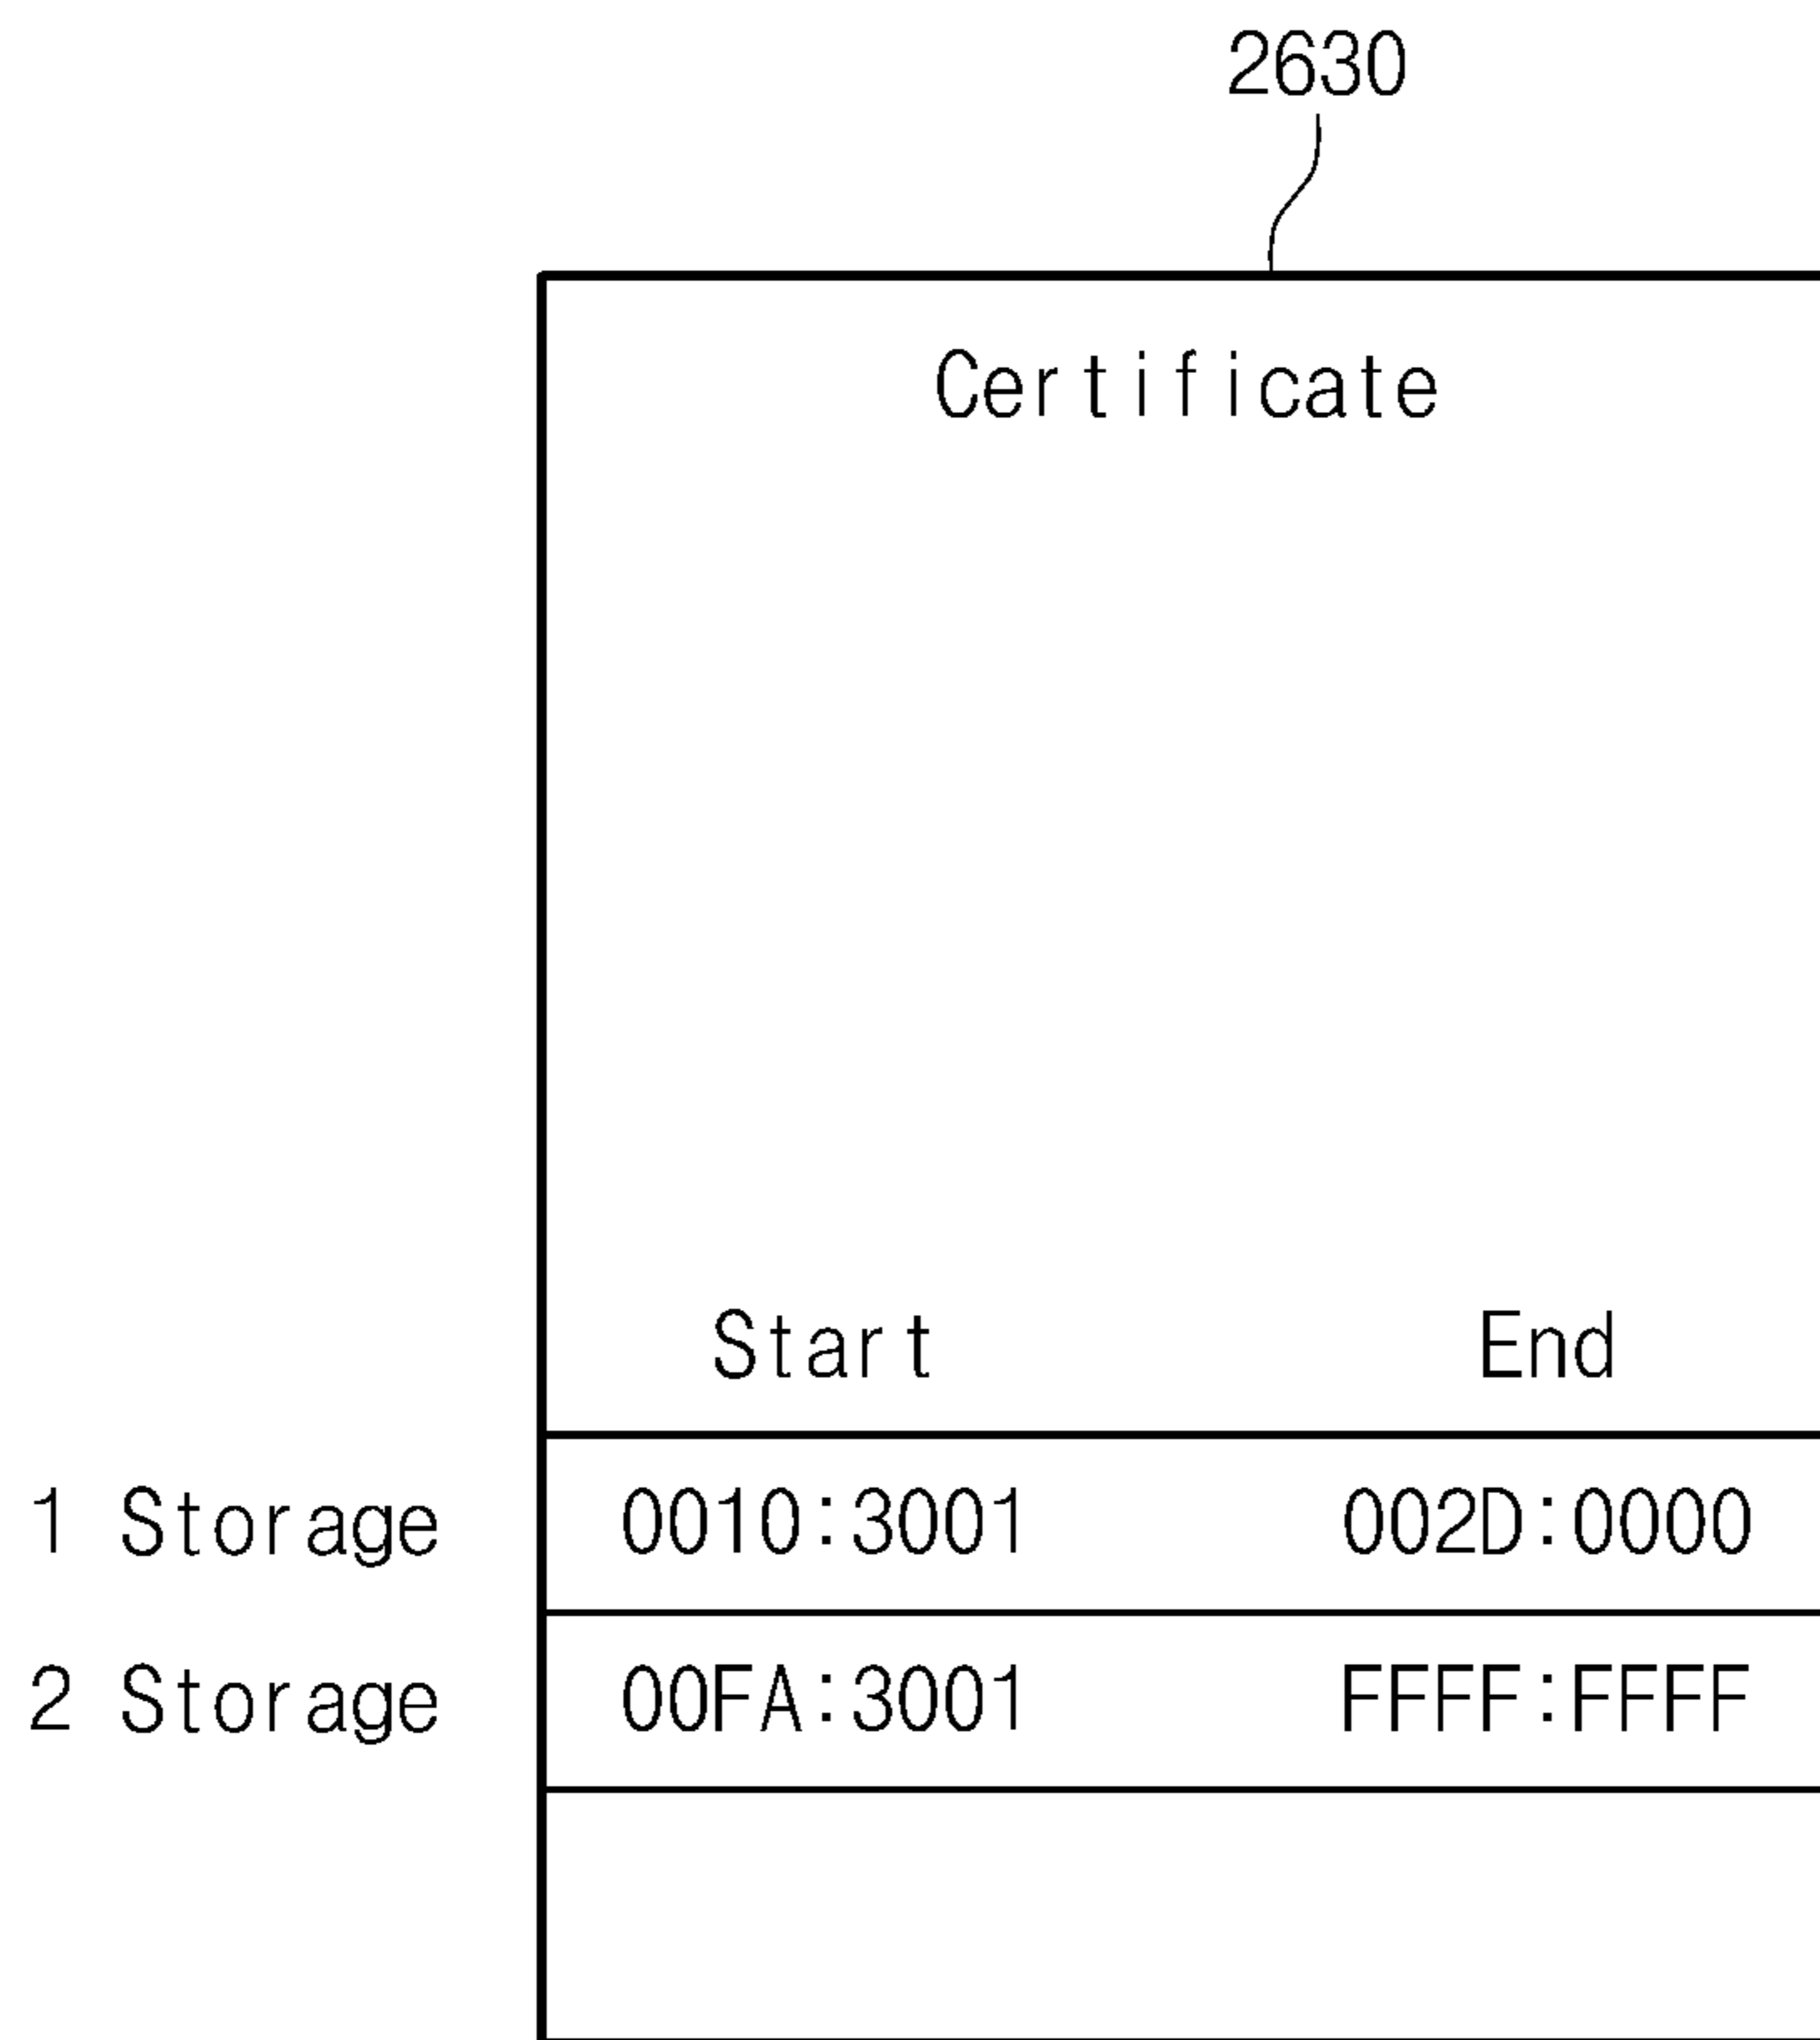 2630
Certificate
Start End
1 Storage 0010:3001 002D:0000
2 Storage 00FA:3001 FFFF:FFFF